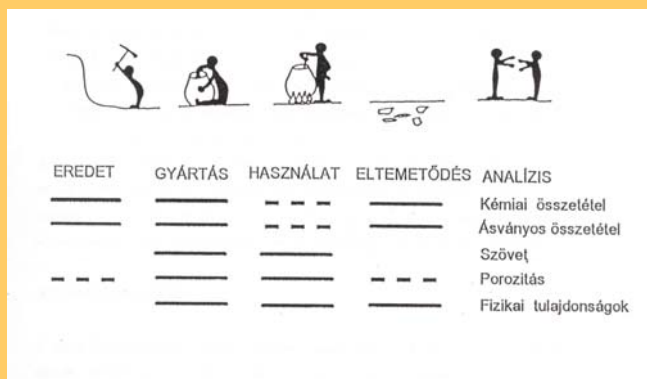 EREDET GYÁRTÁS HASZNÁLAT ELTEMETŐDÉS ANALÍZIS
Kémiai összetétel
Ásványos összetétel
Szövet
Porozitás
Fizikai tulajdonságok